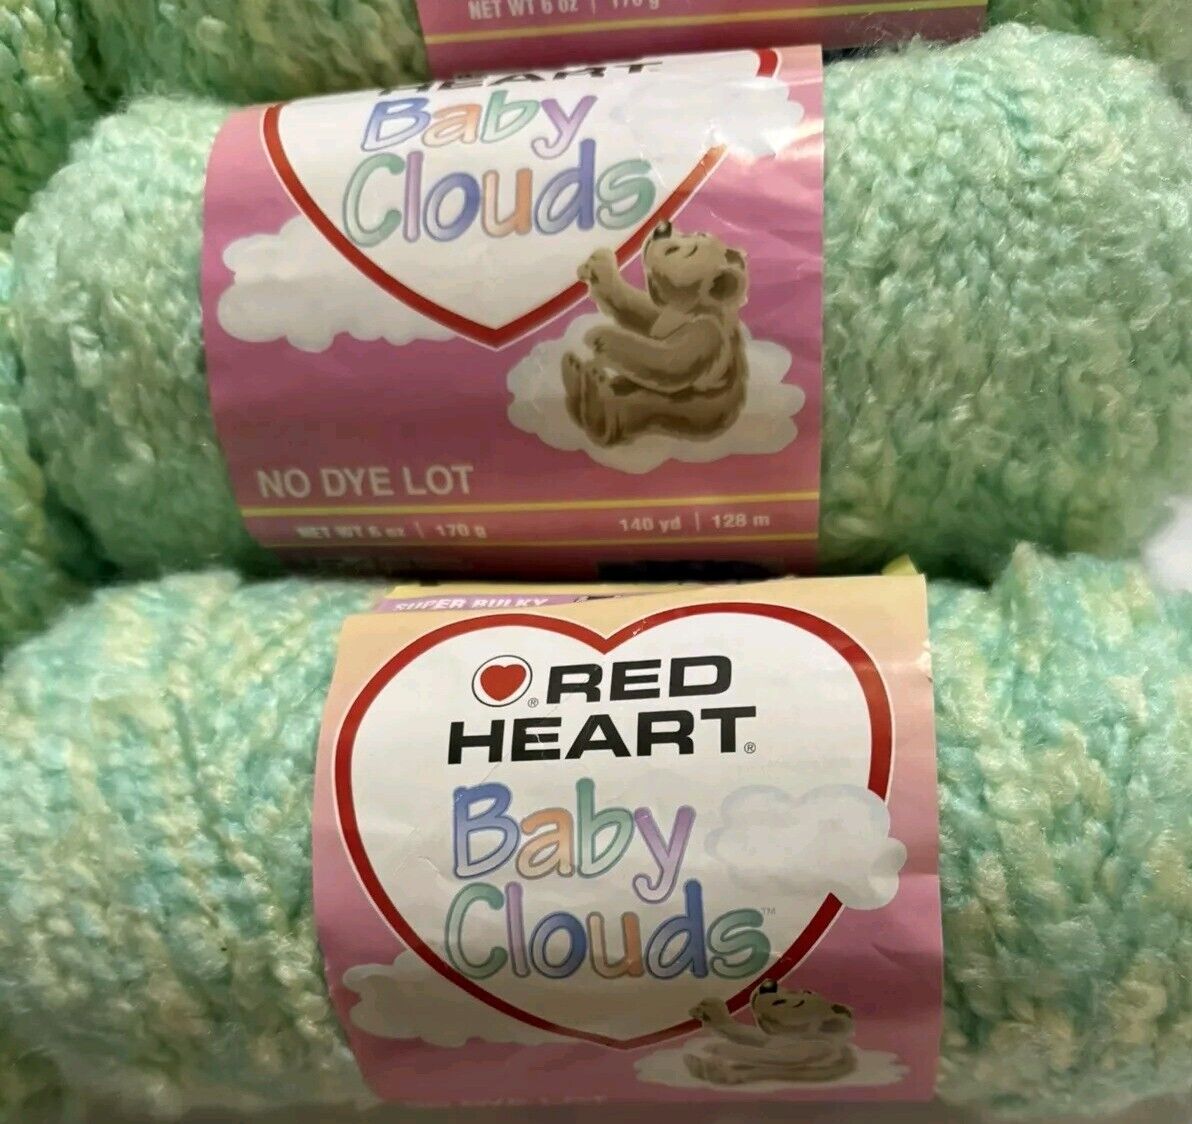 NET WT 6 oz | 170 g
HEART
Baby
Clouds
NO DYE LOT
NET WT 6 oz | 170 g 140 yd | 128 m
SUPER BULKY
RED
HEART®
Baby
Clouds™